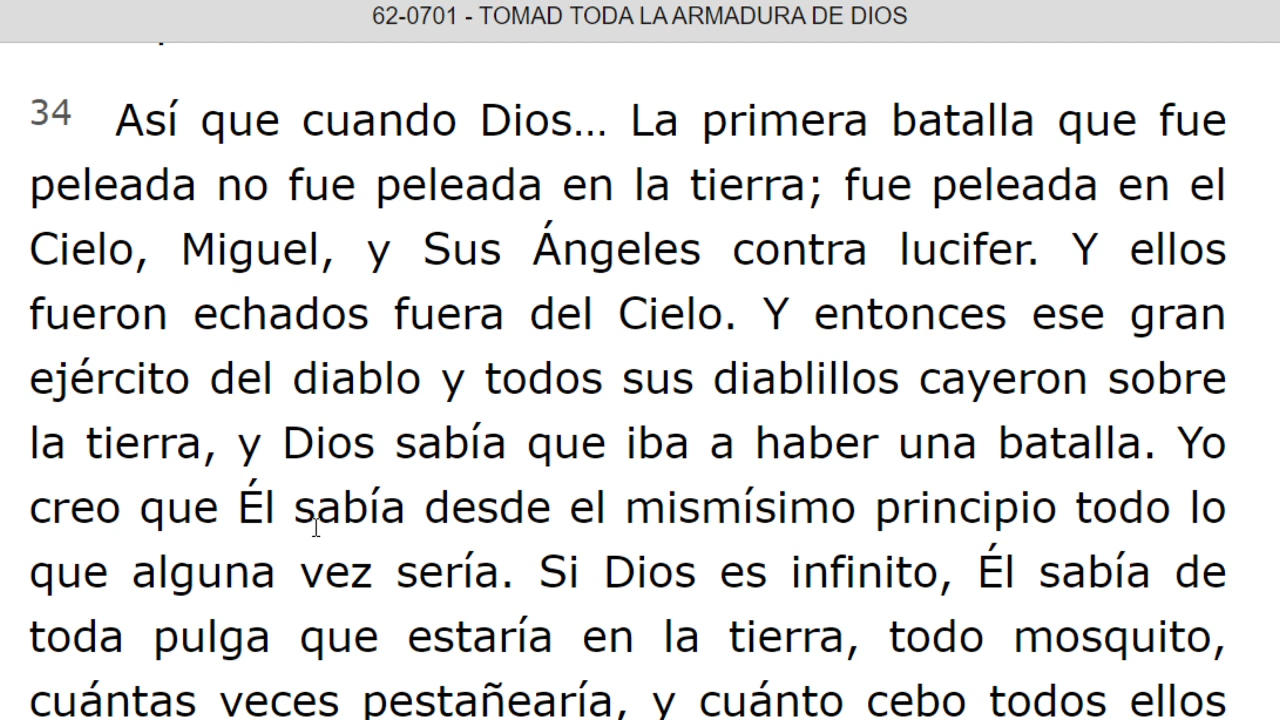 62-0701 - TOMAD TODA LA ARMADURA DE DIOS
34 Así que cuando Dios... La primera batalla que fue
peleada no fue peleada en la tierra; fue peleada en el
Cielo, Miguel, y Sus Ángeles contra lucifer. Y ellos
fueron echados fuera del Cielo. Y entonces ese gran
ejército del diablo y todos sus diablillos cayeron sobre
la tierra, y Dios sabía que iba a haber una batalla. Yo
creo que Él sabía desde el mismísimo principio todo lo
que alguna vez sería. Si Dios es infinito, Él sabía de
toda pulga que estaría en la tierra, todo mosquito,
cuántas veces pestañearía, y cuánto cebo todos ellos